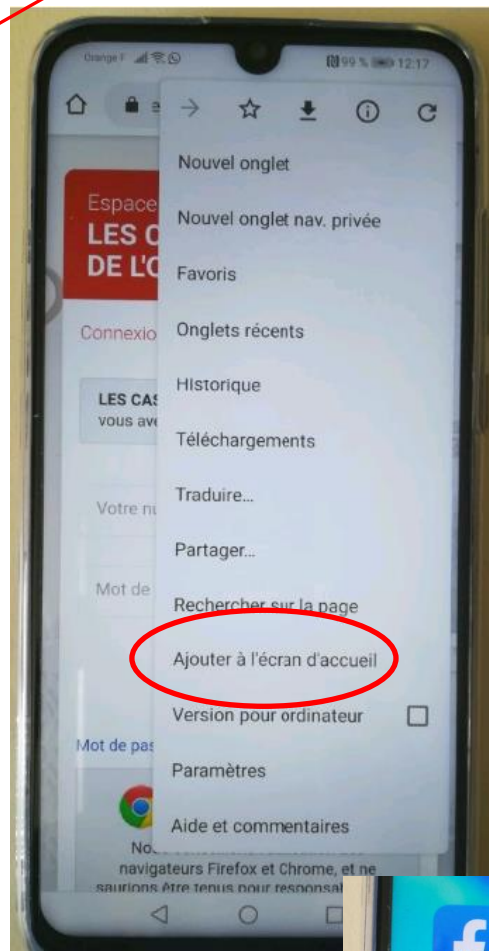 Orange F
99 % 12:17
Nouvel onglet
Nouvel onglet nav. privée
Espace
LES C
DE L'O
Favoris
Connexio
Onglets récents
Historique
LES CAS
vous ave
Téléchargements
Traduire...
Votre nu
Partager...
Mot de
Rechercher sur la page
Ajouter à l'écran d'accueil
Version pour ordinateur
Mot de pas
Paramètres
Aide et commentaires
No
navigateurs Firefox et Chrome, et ne
saurions être tenus pour responsa